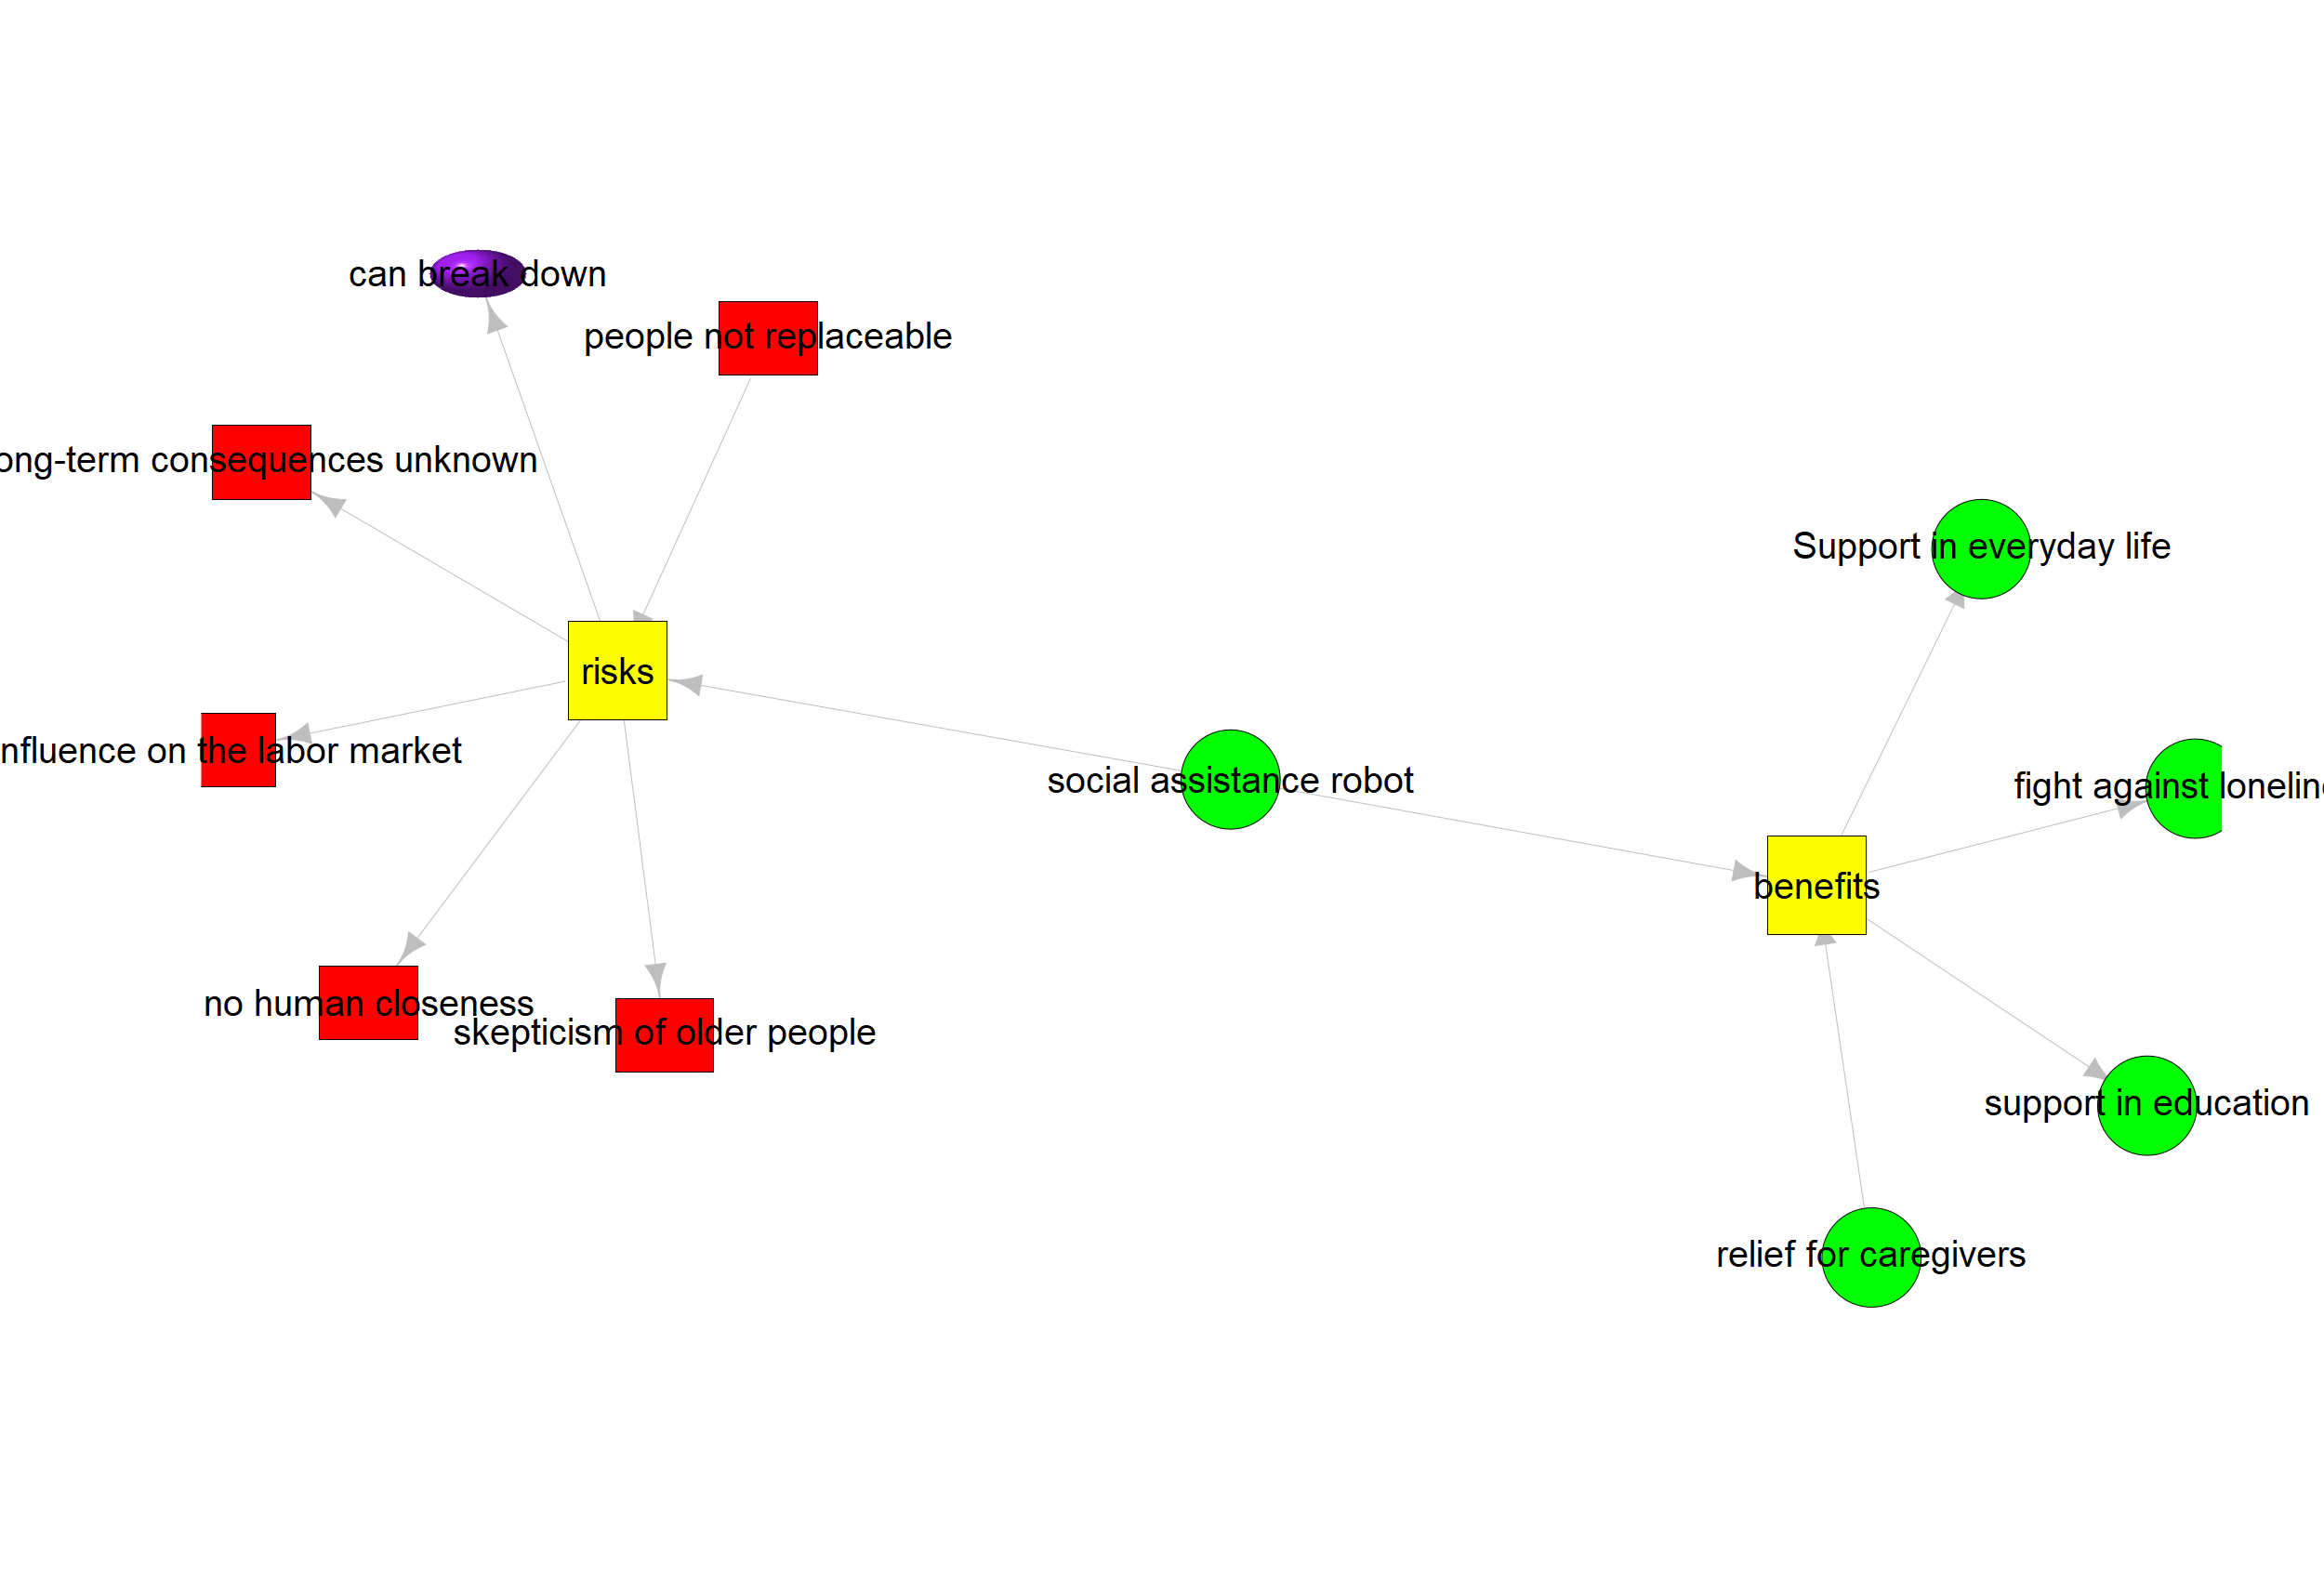 can break down
people not replaceable
ong-term consequences unknown
Support in everyday life
risks
nfluence on the labor market
social assistance robot
fight against lonelin
benefits
no human closeness
skepticism of older people
support in education
relief for caregivers